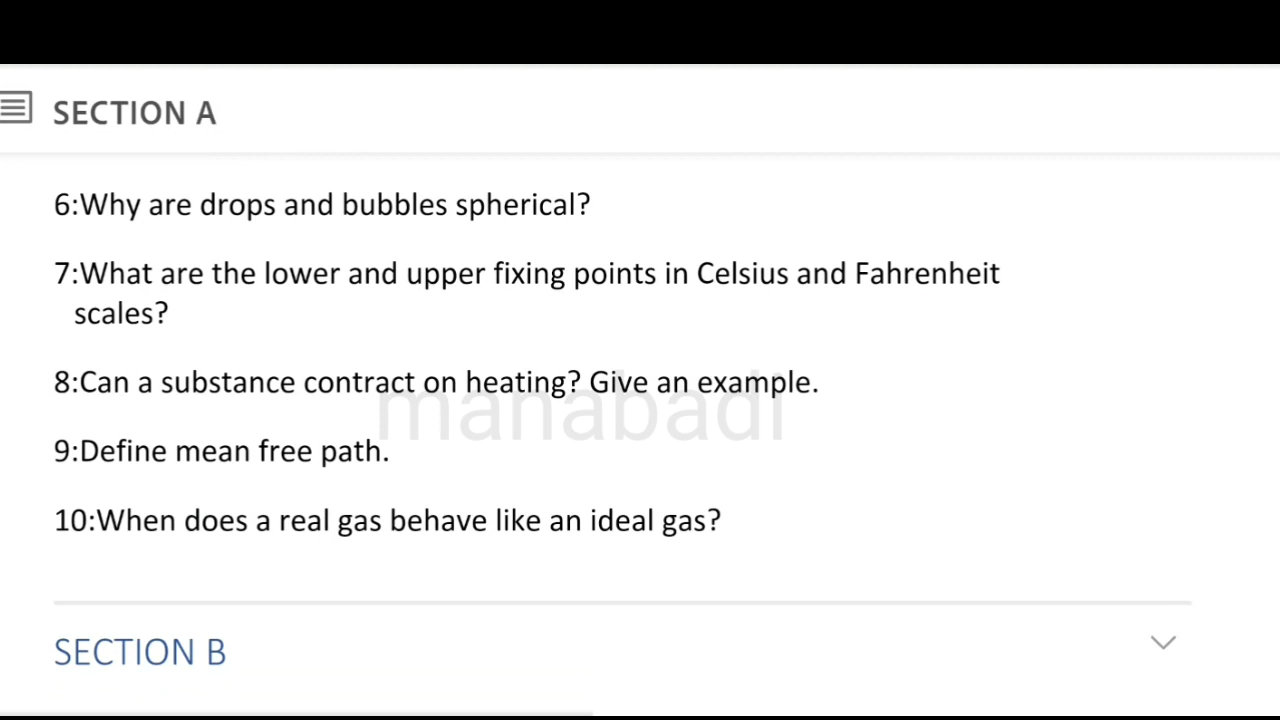 SECTION A
6:Why are drops and bubbles spherical?
7:What are the lower and upper fixing points in Celsius and Fahrenheit
scales?
8:Can a substance contract on heating? Give an example.
manabadi
9:Define mean free path.
10:When does a real gas behave like an ideal gas?
SECTION B